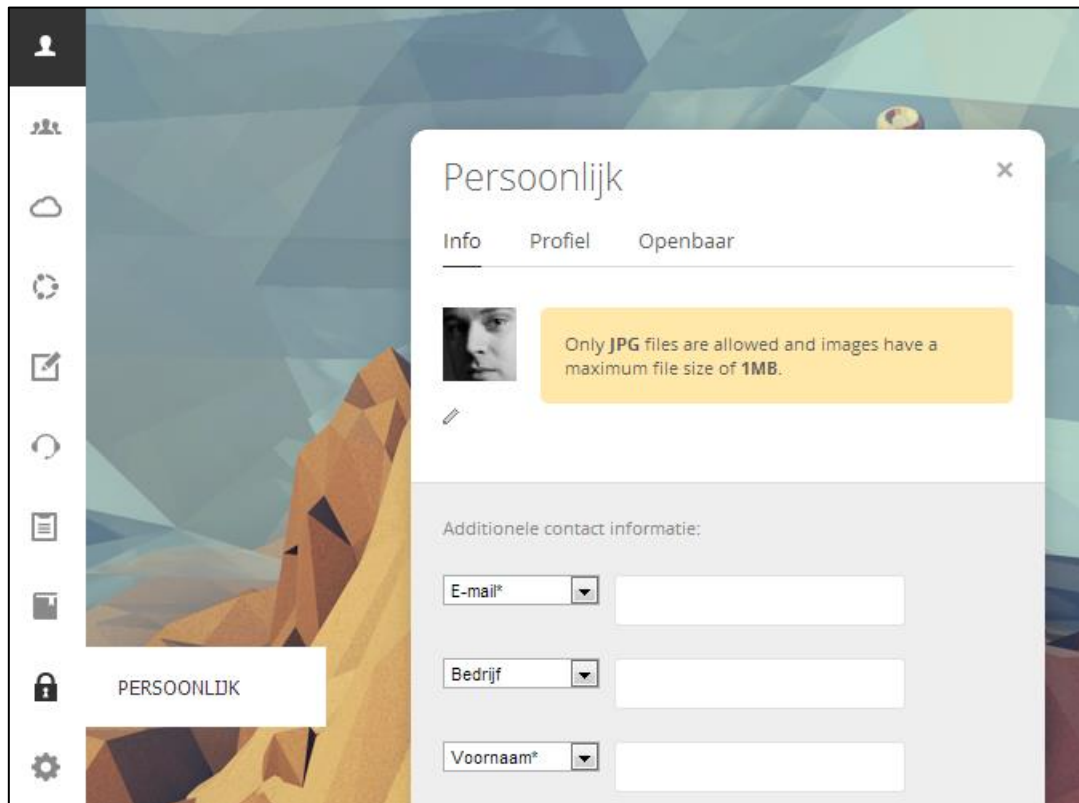 Persoonlijk
×
Info Profiel Openbaar
Only JPG files are allowed and images have a
maximum file size of 1MB.
Additionele contact informatie:
E-mail*
Bedrijf
PERSOONLIJK
Voornaam*